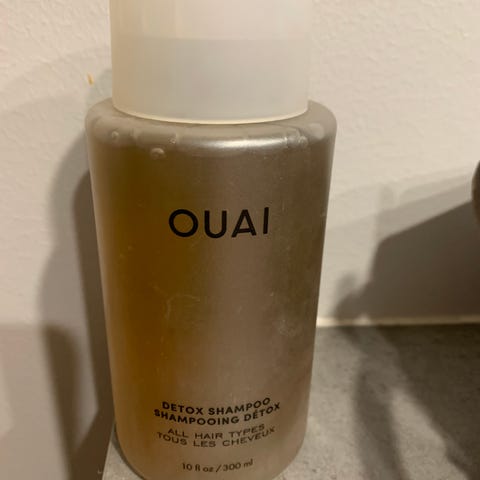 OUAI
DETOX SHAMPOO
SHAMPOOING DÉTOX
ALL HAIR TYPES
TOUS LES CHEVEUX
10 fl oz / 300 ml